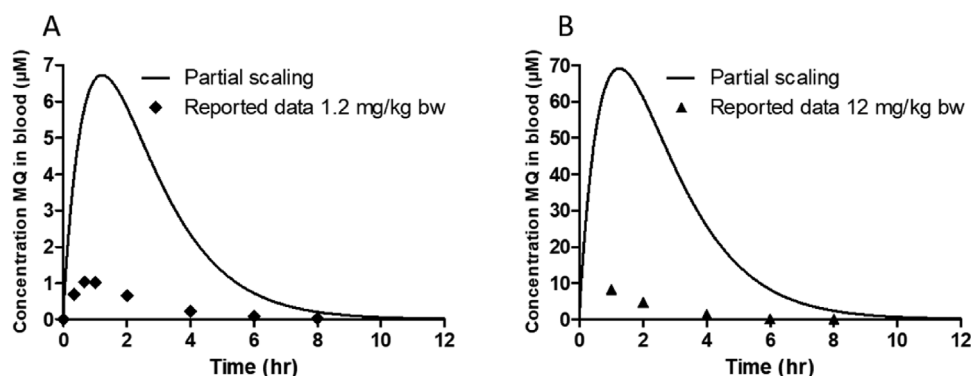 A
Concentration MQ in blood (µM)
7
6
5
4
3
2
1
0
Partial scaling
Reported data 1.2 mg/kg bw
0 2 4 6 8 10 12
Time (hr)
B
Concentration MQ in blood (µM)
70
60
50
40
30
20
10
0
Partial scaling
Reported data 12 mg/kg bw
0 2 4 6 8 10 12
Time (hr)